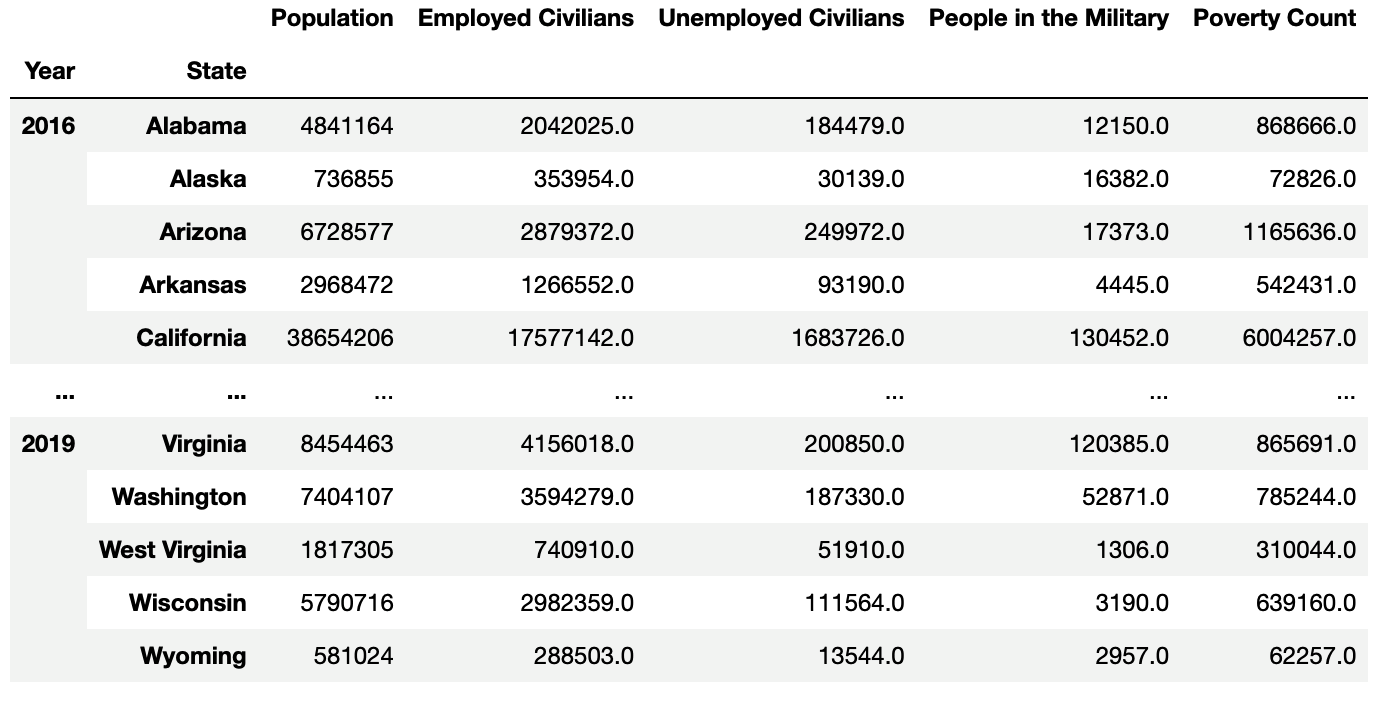 Population Employed Civilians Unemployed Civilians People in the Military Poverty Count
Year State
2016 Alabama 4841164 2042025.0 184479.0 12150.0 868666.0
Alaska 736855 353954.0 30139.0 16382.0 72826.0
Arizona 6728577 2879372.0 249972.0 17373.0 1165636.0
Arkansas 2968472 1266552.0 93190.0 4445.0 542431.0
California 38654206 17577142.0 1683726.0 130452.0 6004257.0
... ... ... ... ... ... ...
2019 Virginia 8454463 4156018.0 200850.0 120385.0 865691.0
Washington 7404107 3594279.0 187330.0 52871.0 785244.0
West Virginia 1817305 740910.0 51910.0 1306.0 310044.0
Wisconsin 5790716 2982359.0 111564.0 3190.0 639160.0
Wyoming 581024 288503.0 13544.0 2957.0 62257.0